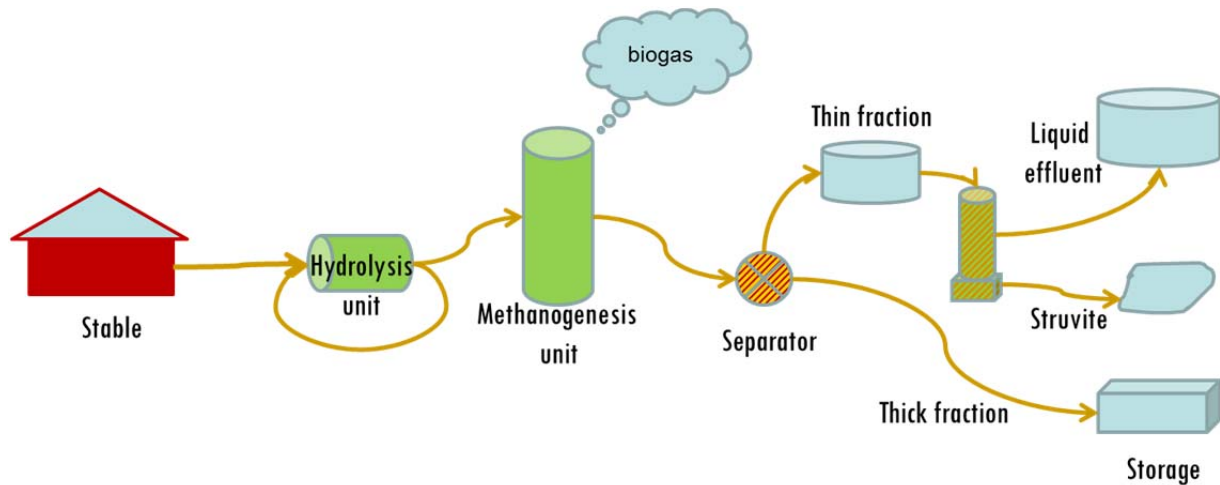 biogas
Thin fraction
Liquid
effluent
Hydrolysis
unit
Stable
Methanogenesis
unit
Separator
Struvite
Thick fraction
Storage